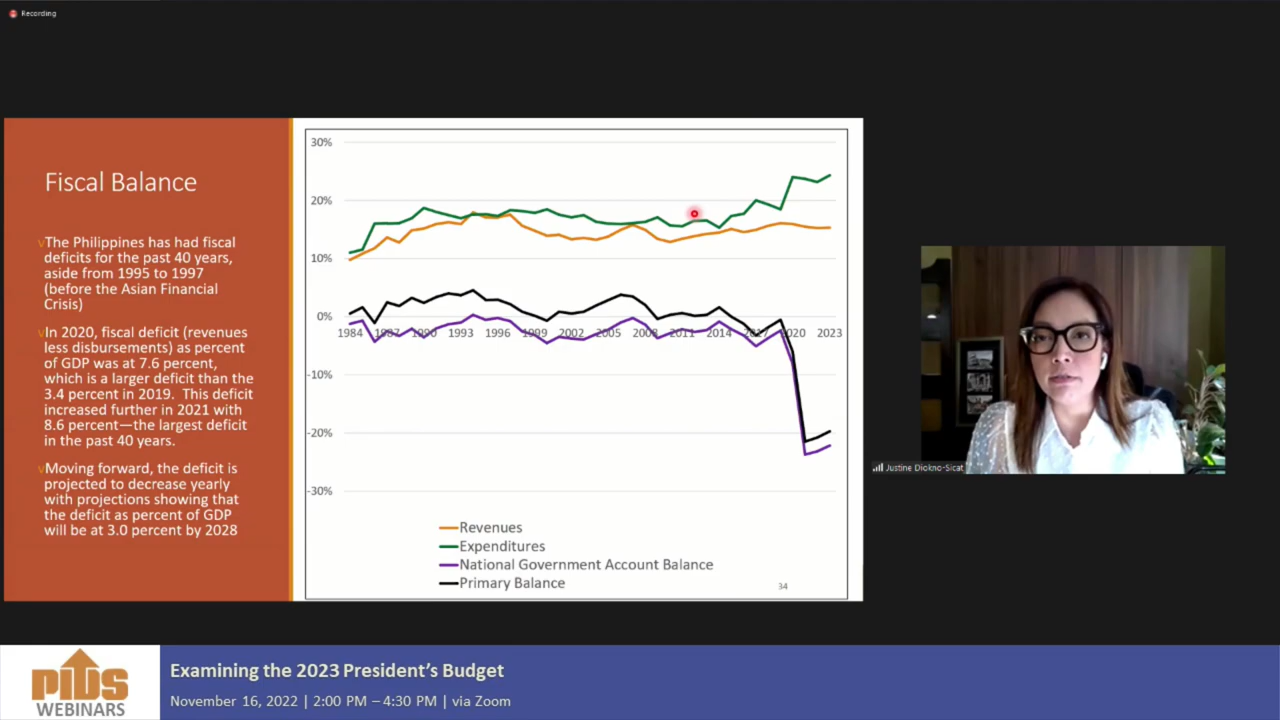 Recording
Fiscal Balance
vThe Philippines has had fiscal
deficits for the past 40 years,
aside from 1995 to 1997
(before the Asian Financial
Crisis)
vIn 2020, fiscal deficit (revenues
less disbursements) as percent
of GDP was at 7.6 percent,
which is a larger deficit than the
3.4 percent in 2019. This deficit
increased further in 2021 with
8.6 percent—the largest deficit
in the past 40 years.
vMoving forward, the deficit is
projected to decrease yearly
with projections showing that
the deficit as percent of GDP
will be at 3.0 percent by 2028
30%
20%
10%
0%
1984 1987 1990 1993 1996 1999 2002 2005 2008 2011 2014 2017 2020 2023
-10%
-20%
-30%
Revenues
Expenditures
National Government Account Balance
Primary Balance
34
Justine Diokno-Sicat
PIDS
WEBINARS
Examining the 2023 President's Budget
November 16, 2022 | 2:00 PM – 4:30 PM | via Zoom